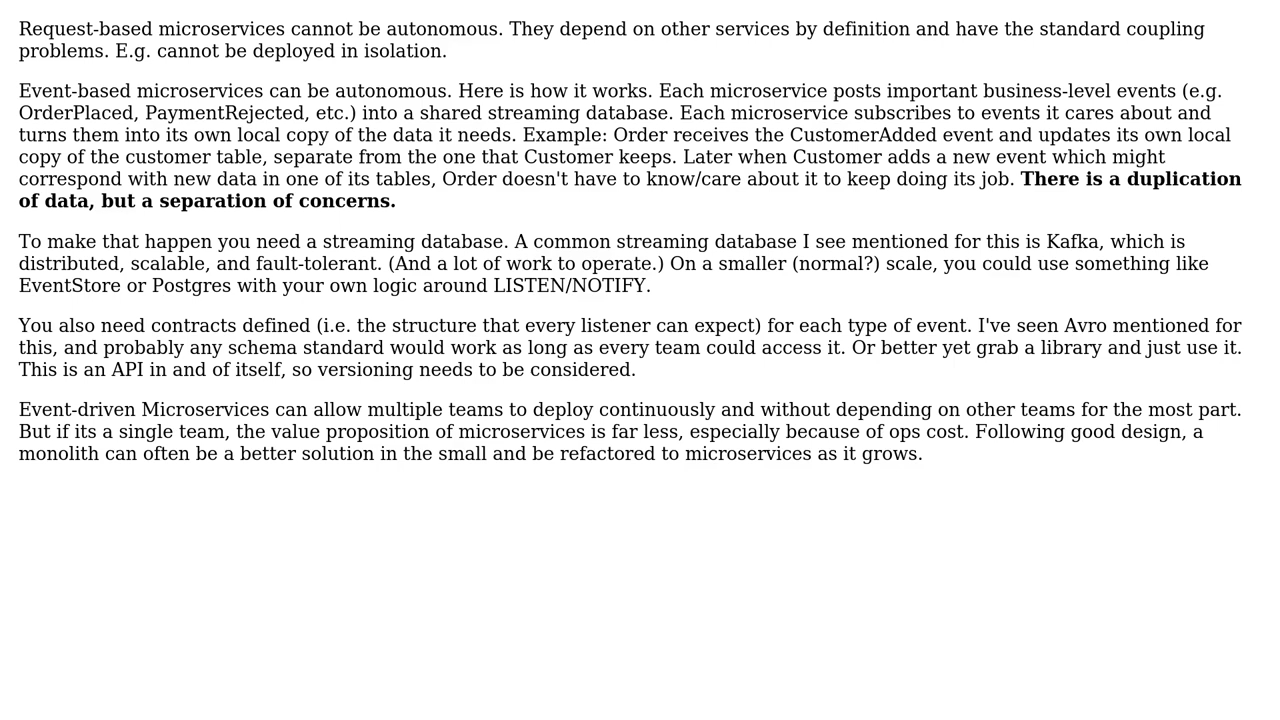 Request-based microservices cannot be autonomous. They depend on other services by definition and have the standard coupling
problems. E.g. cannot be deployed in isolation.
Event-based microservices can be autonomous. Here is how it works. Each microservice posts important business-level events (e.g.
OrderPlaced, PaymentRejected, etc.) into a shared streaming database. Each microservice subscribes to events it cares about and
turns them into its own local copy of the data it needs. Example: Order receives the CustomerAdded event and updates its own local
copy of the customer table, separate from the one that Customer keeps. Later when Customer adds a new event which might
correspond with new data in one of its tables, Order doesn't have to know/care about it to keep doing its job. There is a duplication
of data, but a separation of concerns.
To make that happen you need a streaming database. A common streaming database I see mentioned for this is Kafka, which is
distributed, scalable, and fault-tolerant. (And a lot of work to operate.) On a smaller (normal?) scale, you could use something like
EventStore or Postgres with your own logic around LISTEN/NOTIFY.
You also need contracts defined (i.e. the structure that every listener can expect) for each type of event. I've seen Avro mentioned for
this, and probably any schema standard would work as long as every team could access it. Or better yet grab a library and just use it.
This is an API in and of itself, so versioning needs to be considered.
Event-driven Microservices can allow multiple teams to deploy continuously and without depending on other teams for the most part.
But if its a single team, the value proposition of microservices is far less, especially because of ops cost. Following good design, a
monolith can often be a better solution in the small and be refactored to microservices as it grows.